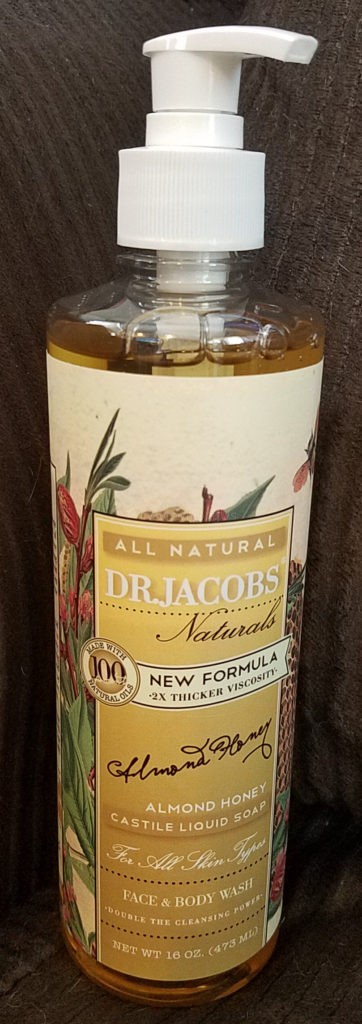 ALL NATURAL
DR.JACOBS®
Naturals
MADE WITH
100%
NATURAL OILS
NEW FORMULA
·2X THICKER VISCOSITY·
Almond Honey
ALMOND HONEY
CASTILE LIQUID SOAP
For All Skin Types
FACE & BODY WASH
·DOUBLE THE CLEANSING POWER·
NET WT 16 OZ. (473 ML)